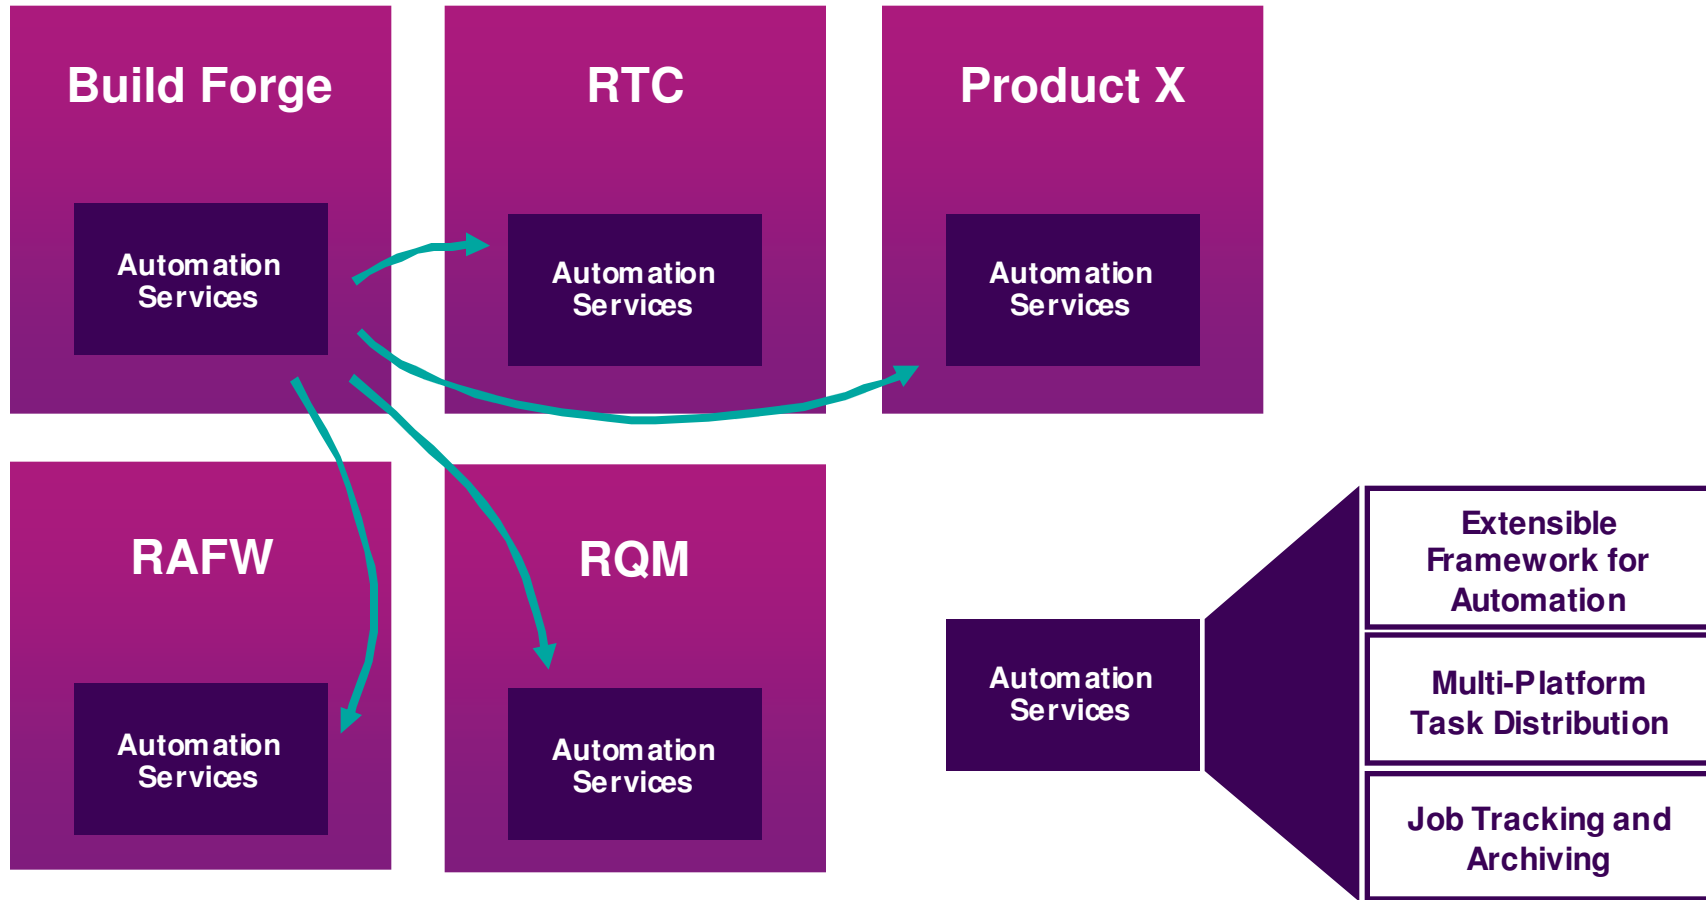 Build Forge
RTC
Product X
Automation
Services
Automation
Services
Automation
Services
RAFW
RQM
Automation
Services
Automation
Services
Automation
Services
Extensible
Framework for
Automation
Multi-Platform
Task Distribution
Job Tracking and
Archiving